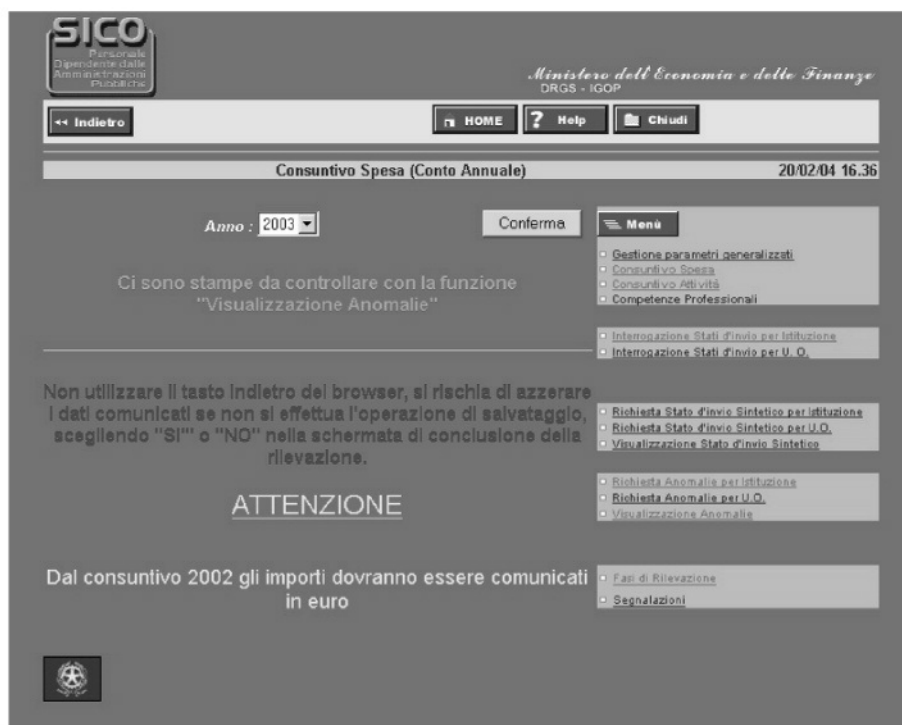 SICO
Personale
Dipendente dalle
Amministrazioni
Pubbliche
Ministero dell'Economia e delle Finanze
DRGS - IGOP
<< Indietro
HOME
? Help
Chiudi
Consuntivo Spesa (Conto Annuale)
20/02/04 16.36
Anno : 2003
Conferma
Menù
Gestione parametri generalizzati
Consuntivo Spesa
Consuntivo Attività
Competenze Professionali
Ci sono stampe da controllare con la funzione
"Visualizzazione Anomalie"
Interrogazione Stati d'invio per Istituzione
Interrogazione Stati d'invio per U. O.
Non utilizzare il tasto indietro del browser, si rischia di azzerare
i dati comunicati se non si effettua l'operazione di salvataggio,
scegliendo "SI'" o "NO" nella schermata di conclusione della
rilevazione.
Richiesta Stato d'invio Sintetico per Istituzione
Richiesta Stato d'invio Sintetico per U.O.
Visualizzazione Stato d'invio Sintetico
ATTENZIONE
Richiesta Anomalie per Istituzione
Richiesta Anomalie per U.O.
Visualizzazione Anomalie
Dal consuntivo 2002 gli importi dovranno essere comunicati
in euro
Fasi di Rilevazione
Segnalazioni